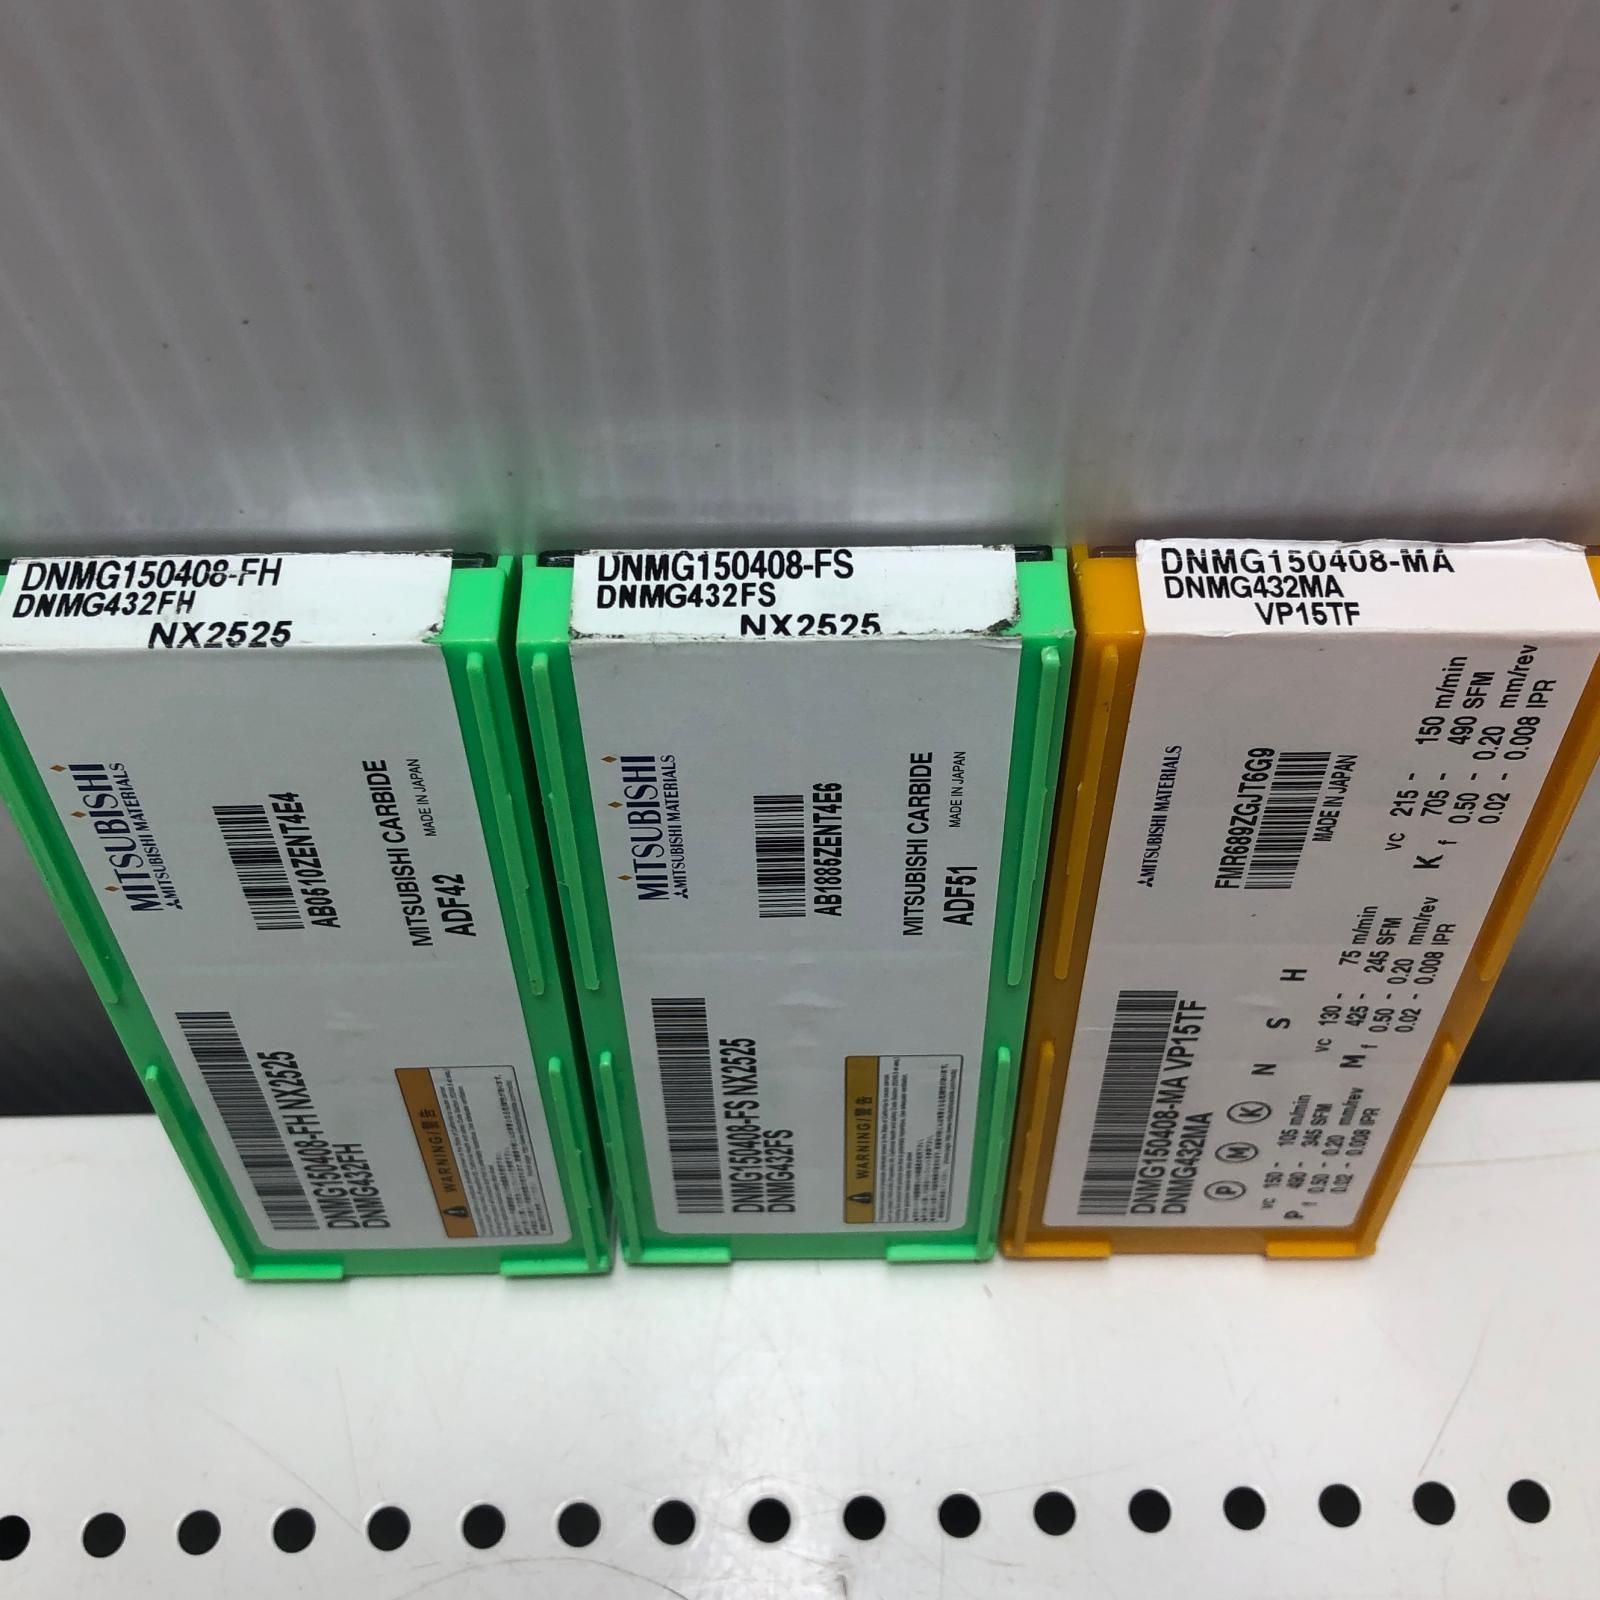 DNMG150408-FH
DNMG432FH
NX2525
MITSUBISHI
MITSUBISHI MATERIALS
AB0610ZENT4E4
MITSUBISHI CARBIDE
MADE IN JAPAN
ADF42
DNMG150408-FH NX2525
DNMG432FH
WARNING/警告
DNMG150408-FS
DNMG432FS
NX2525
MITSUBISHI
MITSUBISHI MATERIALS
AB1885ZENT4E6
MITSUBISHI CARBIDE
MADE IN JAPAN
ADF51
DNMG150408-FS NX2525
DNMG432FS
WARNING/警告
DNMG150408-MA
DNMG432MA
VP15TF
MITSUBISHI MATERIALS
FMR689ZGJT6G9
MADE IN JAPAN
DNMG150408-MA VP15TF
DNMG432MA
P M K N S H
P vc 150 - 105 m/min
490 - 345 SFM
f 0.50 - 0.20 mm/rev
0.02 - 0.008 IPR
M vc 130 - 75 m/min
425 - 245 SFM
f 0.50 - 0.20 mm/rev
0.02 - 0.008 IPR
K vc 215 - 150 m/min
705 - 490 SFM
f 0.50 - 0.20 mm/rev
0.02 - 0.008 IPR